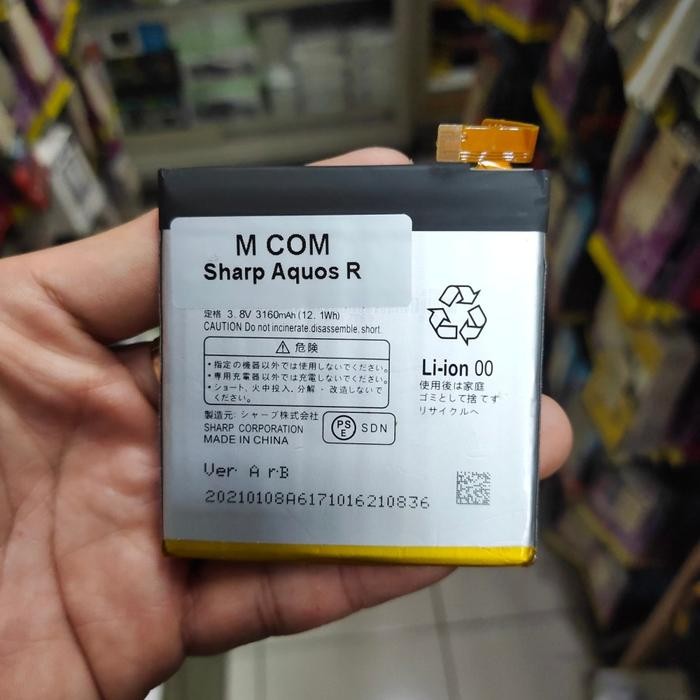 M COM
Sharp Aquos R
定格 3.8V 3160mAh(12.1Wh)
CAUTION Do not incinerate.disassemble.short.
⚠ 危険
・指定の機器以外では使用しないでください。
・専用充電器以外では充電しないでください。
・ショート、火中投入、分解・改造しないで
ください。
製造元: シャープ株式会社
SHARP CORPORATION
MADE IN CHINA
PS
E
SDN
Li-ion 00
使用後は家庭
ゴミとして捨てず
リサイクルへ
Ver A rB
20210108A6171016210836